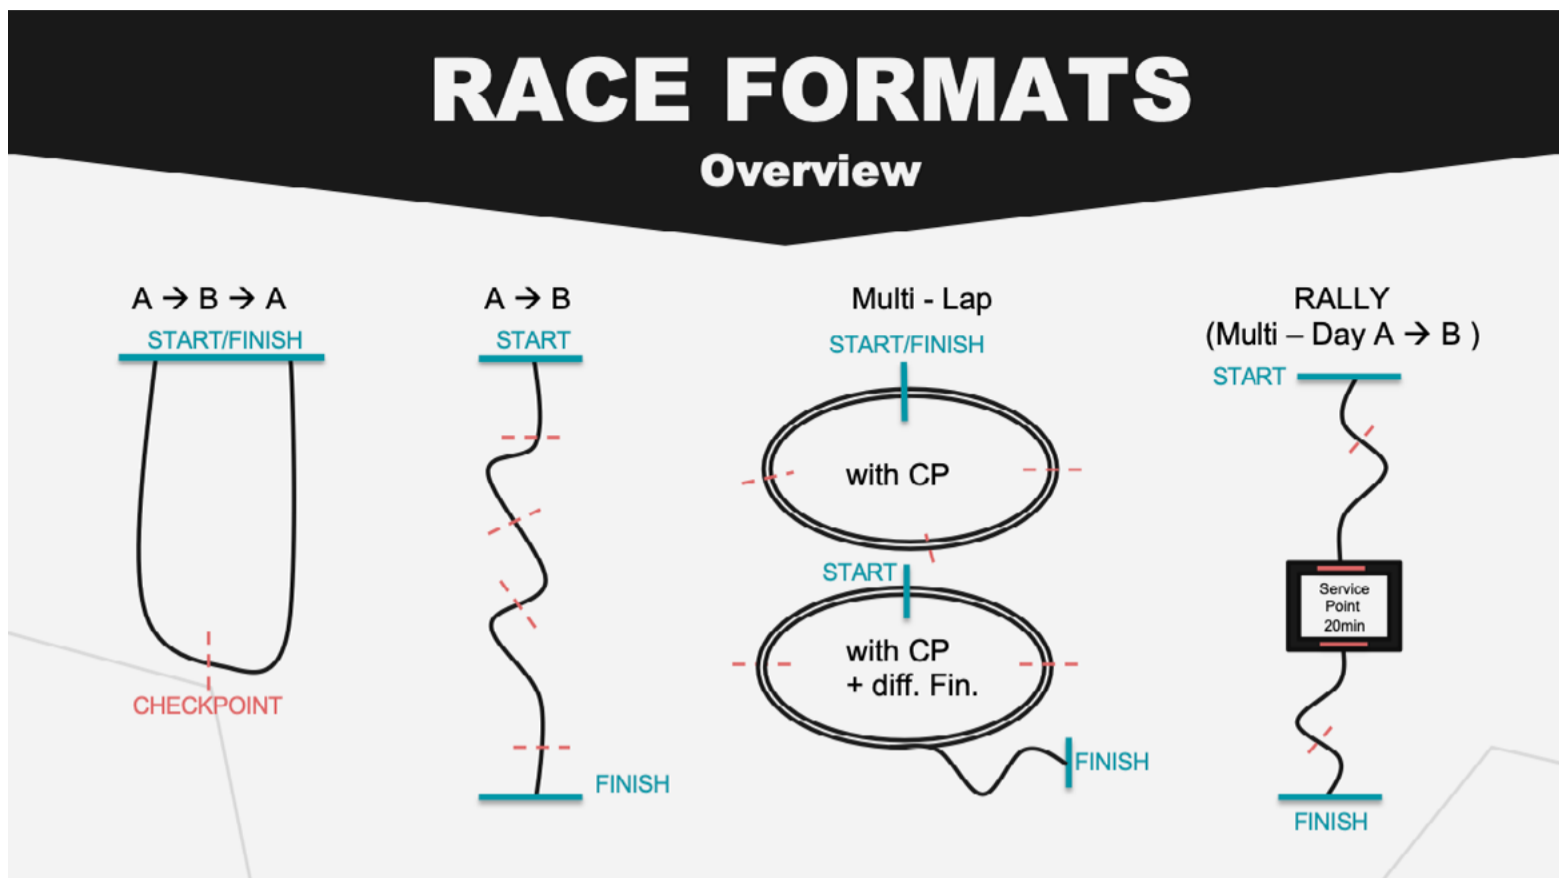 RACE FORMATS
Overview
A → B → A
START/FINISH
CHECKPOINT
A → B
START
FINISH
Multi - Lap
START/FINISH
with CP
START
with CP
+ diff. Fin.
FINISH
RALLY
(Multi – Day A → B )
START
Service
Point
20min
FINISH